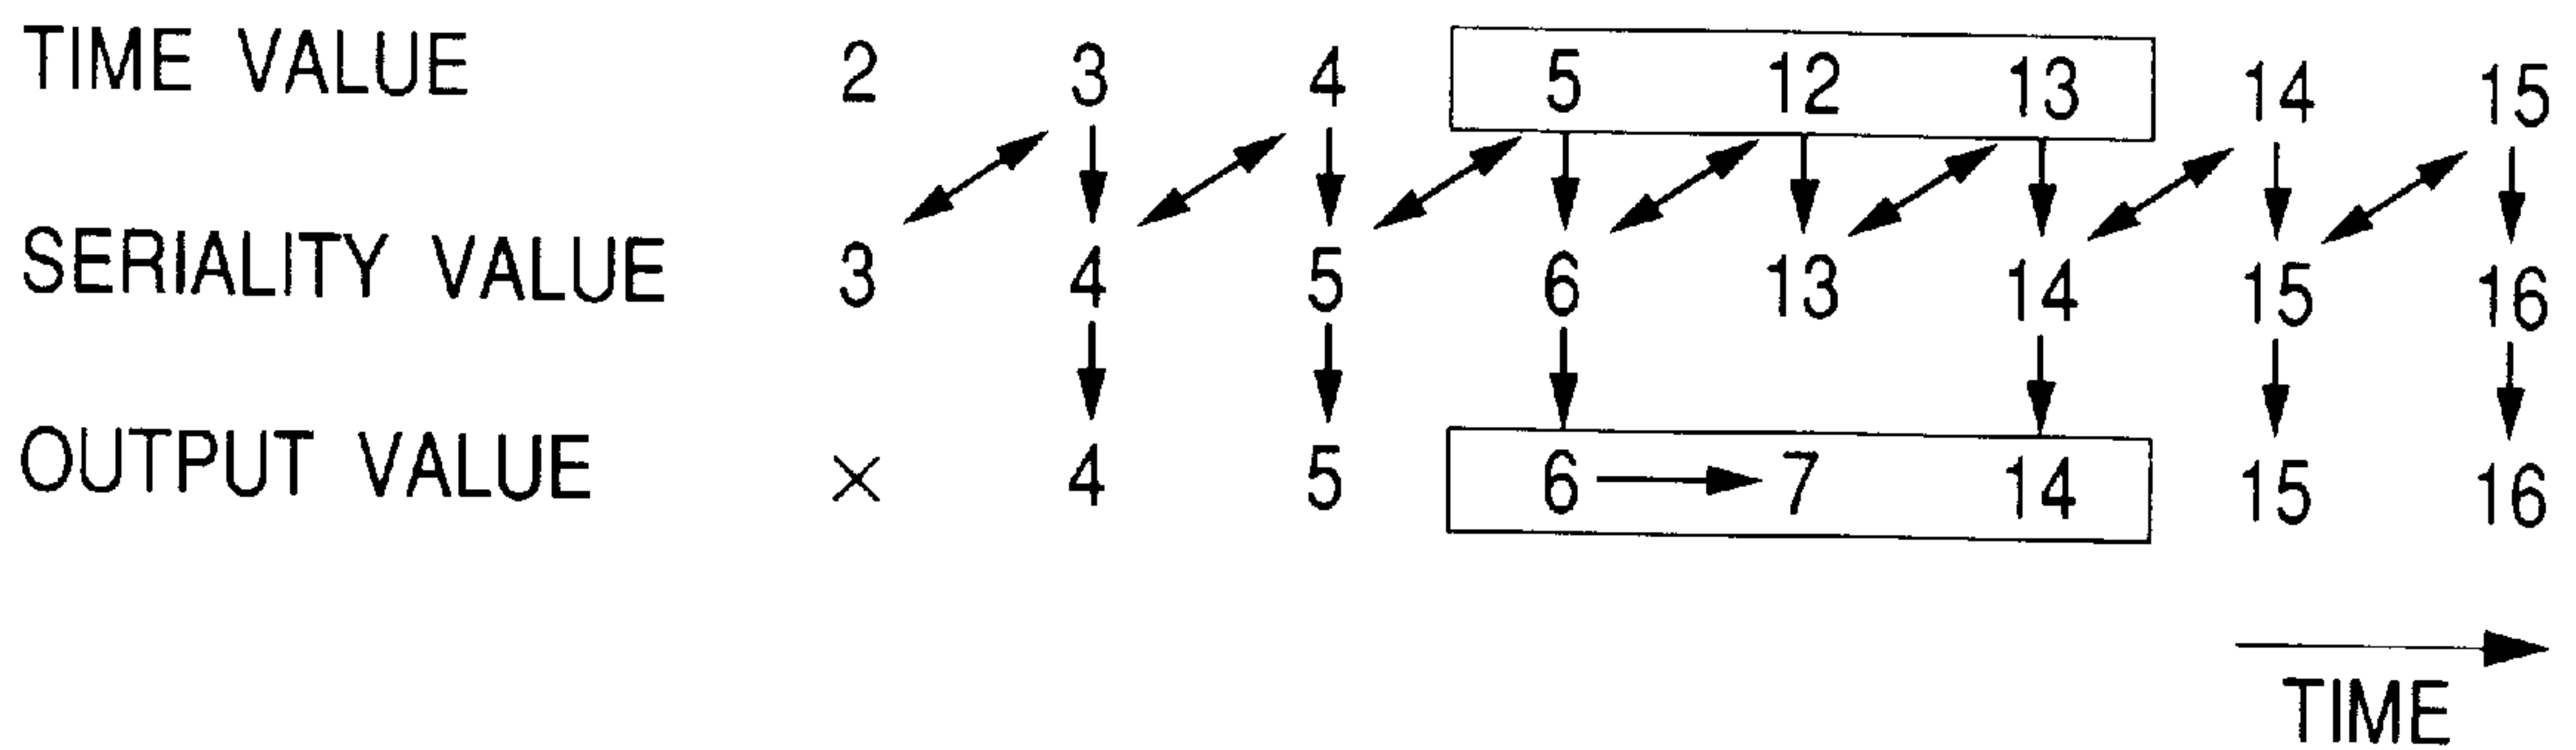 TIME VALUE 2 3 4 5 12 13 14 15
SERIALITY VALUE 3 4 5 6 13 14 15 16
OUTPUT VALUE × 4 5 6 7 14 15 16
TIME